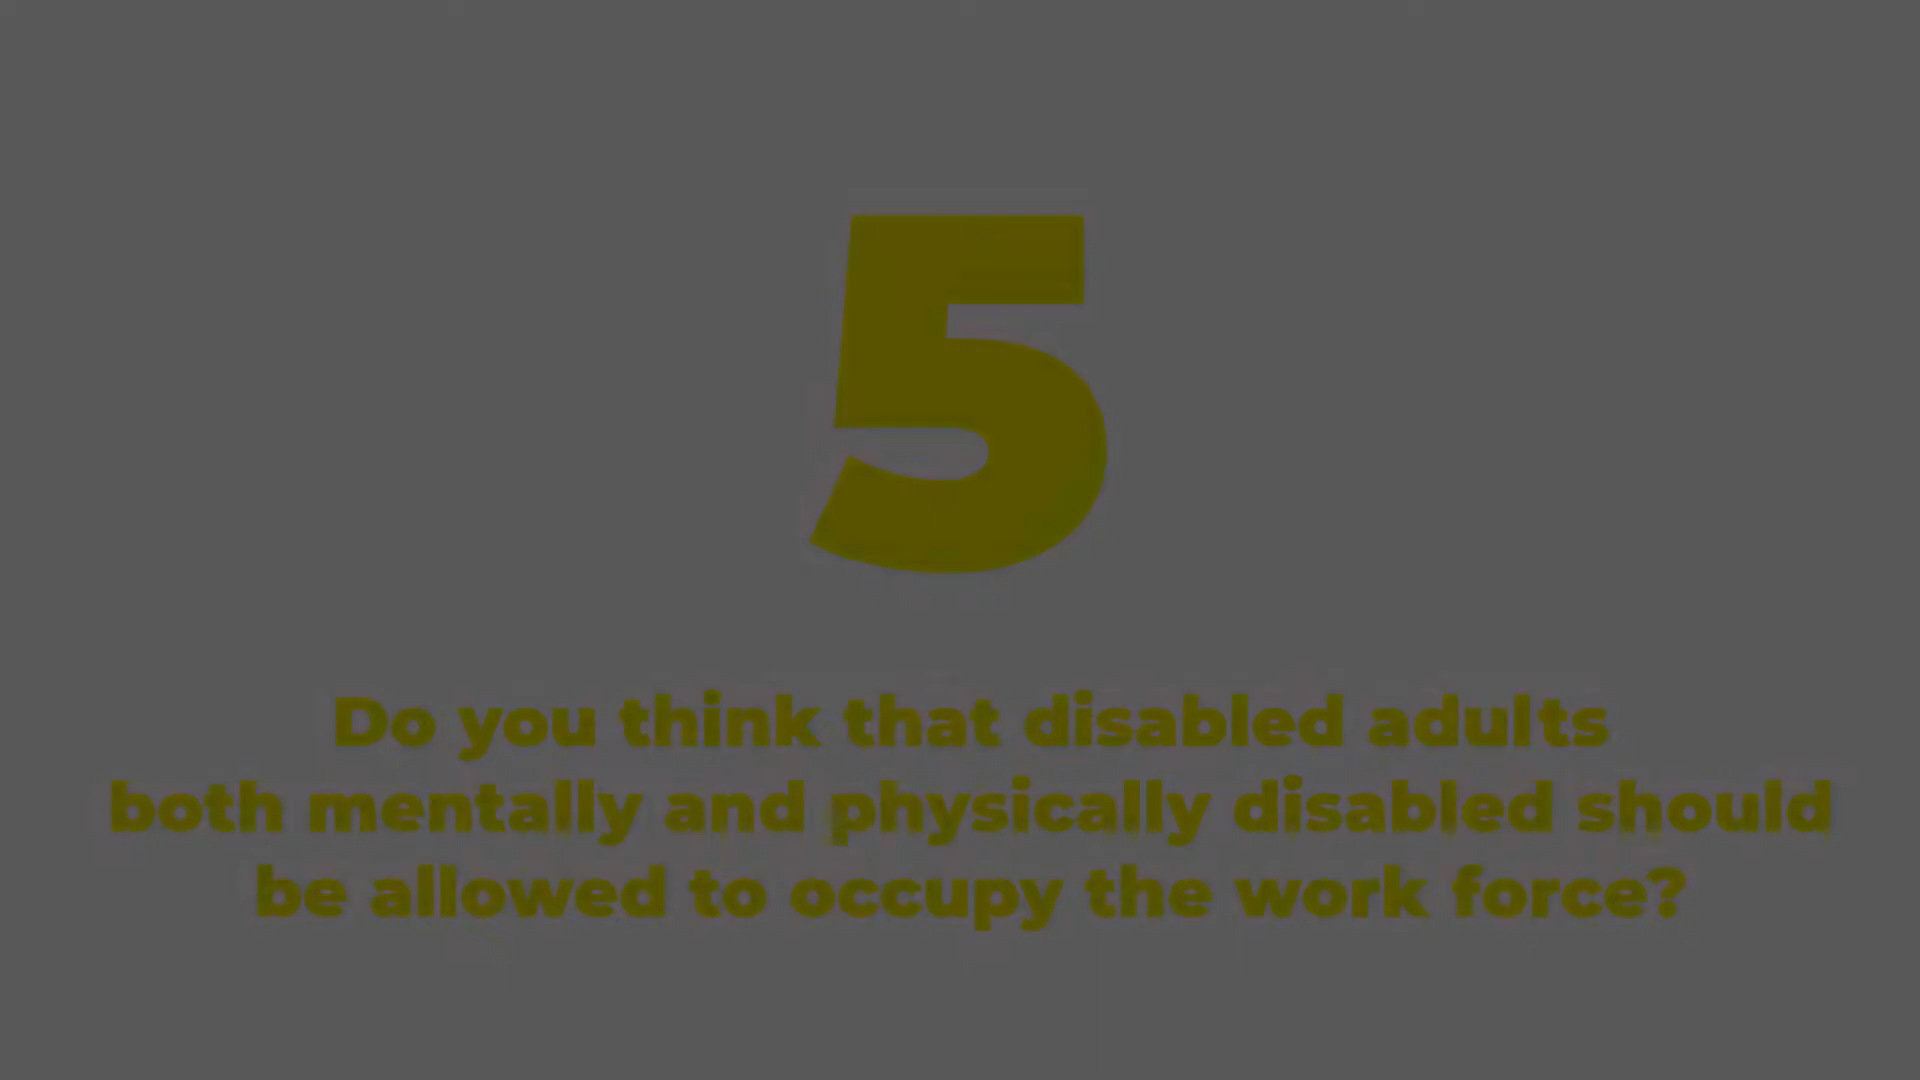 5
Do you think that disabled adults
both mentally and physically disabled should
be allowed to occupy the work force?